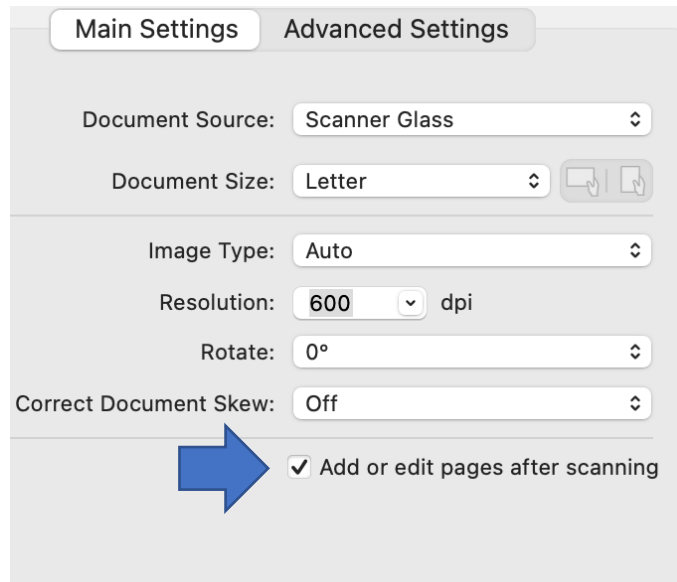 Main Settings Advanced Settings
Document Source: Scanner Glass
Document Size: Letter
Image Type: Auto
Resolution: 600 dpi
Rotate: 0°
Correct Document Skew: Off
Add or edit pages after scanning